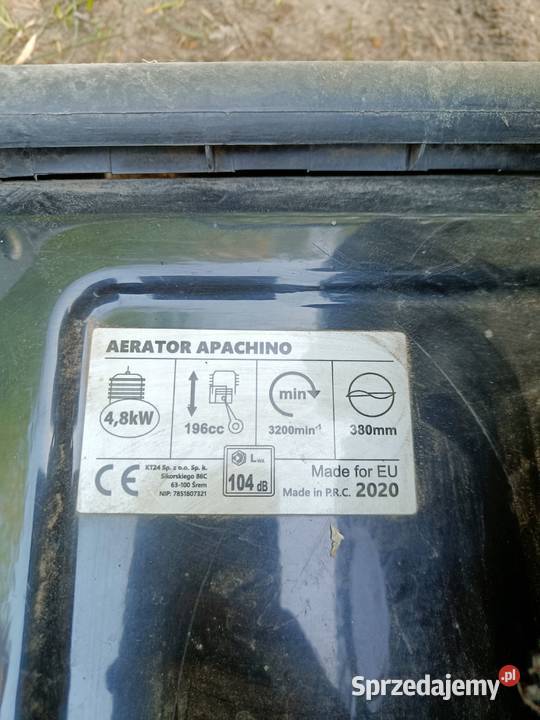 AERATOR APACHINO
4,8kW
196cc
min
3200min⁻¹
380mm
CE
KT24 Sp. z o.o. Sp. k.
Sikorskiego 86C
63-100 Śrem
NIP: 7851807321
LWA
104 dB
Made for EU
Made in P.R.C. 2020
Sprzedajemy.pl